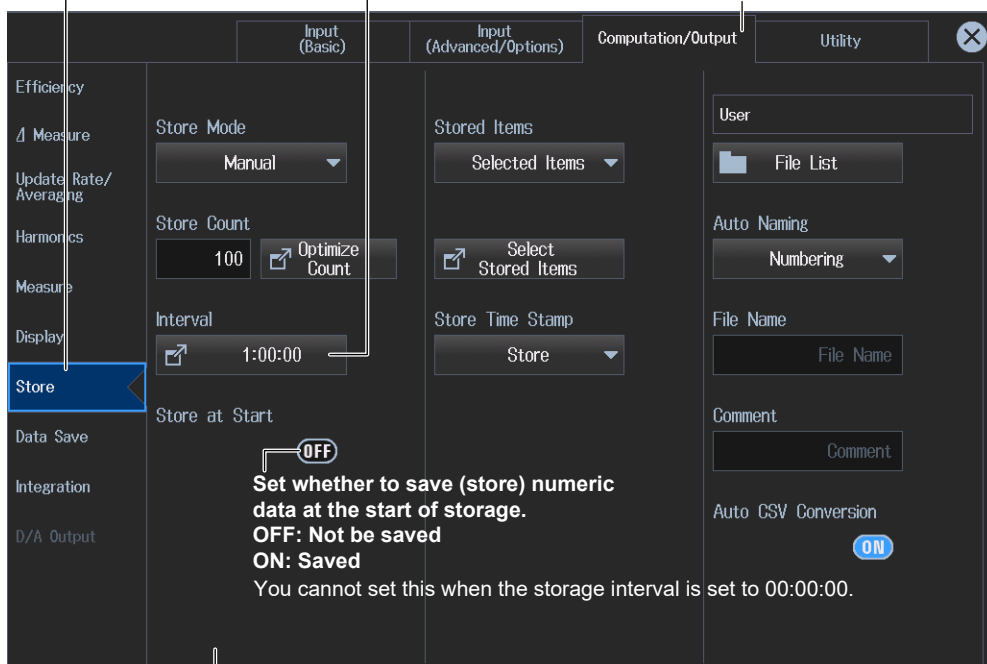 Input
(Basic)
Input
(Advanced/Options)
Computation/Output
Utility
Efficiency
Δ Measure
Update Rate/
Averaging
Harmonics
Measure
Display
Store
Data Save
Integration
D/A Output
Store Mode
Manual
Store Count
100
Optimize
Count
Interval
1:00:00
Store at Start
OFF
Set whether to save (store) numeric
data at the start of storage.
OFF: Not be saved
ON: Saved
You cannot set this when the storage interval is set to 00:00:00.
Stored Items
Selected Items
Select
Stored Items
Store Time Stamp
Store
User
File List
Auto Naming
Numbering
File Name
File Name
Comment
Comment
Auto CSV Conversion
ON